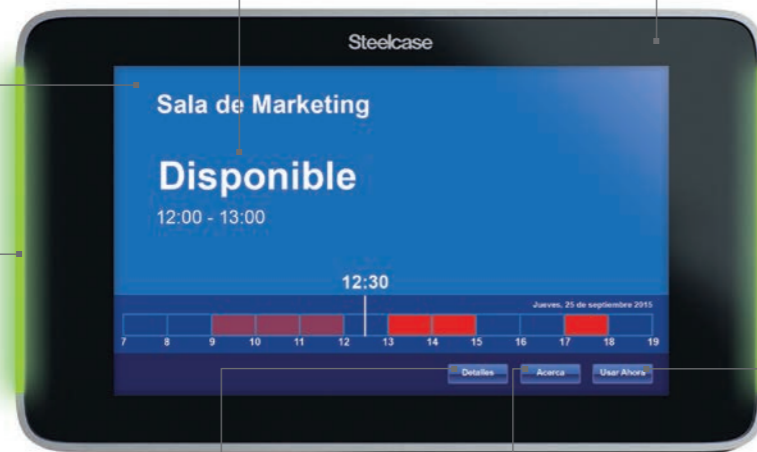 Steelcase
Sala de Marketing
Disponible
12:00 - 13:00
12:30
Jueves, 25 de septiembre 2015
7 8 9 10 11 12 13 14 15 16 17 18 19
Detalles Acerca Usar Ahora